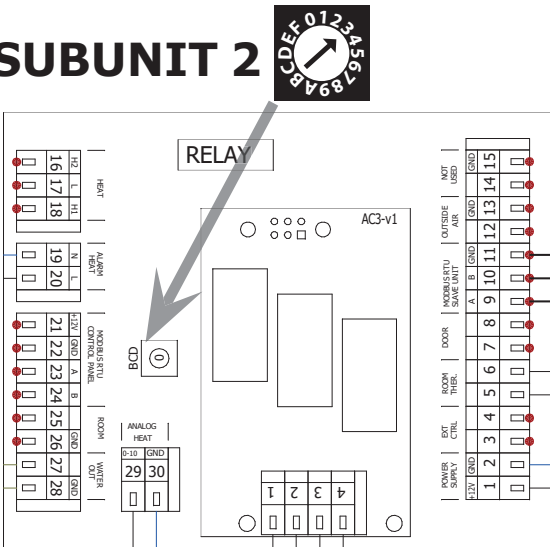 SUBUNIT 2
0123456789ABCDEF
RELAY
AC3-v1
BCD
0
16 H2
17 L
18 H1
HEAT
19 N
20 L
ALARM
HEAT
21 +12V
22 GND
23 A
24 B
MODBUS RTU
CONTROL PANEL
25
26 GND
ROOM
27
28 GND
WATER
OUT
ANALOG
HEAT
0-10 GND
29 30
1 2 3 4
NOT
USED
GND 15
14
OUTSIDE
AIR
GND 13
12
MODBUS RTU
SLAVE UNIT
GND 11
B 10
A 9
DOOR
8
7
ROOM
THER.
6
5
EXT
CTRL
4
3
POWER
SUPPLY
GND 2
+12V 1